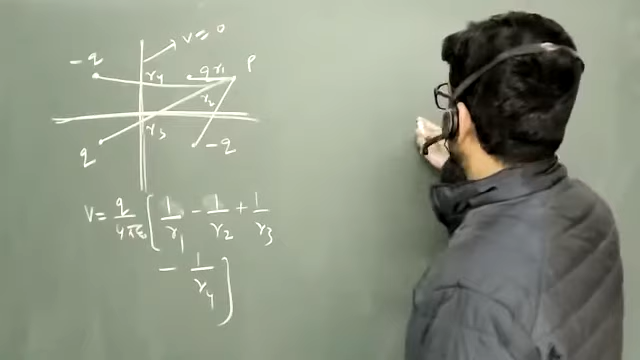 V = 0
-q
r4
q
r1
P
r2
r3
q
-q
V = q/4πε0 [ 1/r1 - 1/r2 + 1/r3
- 1/r4 ]